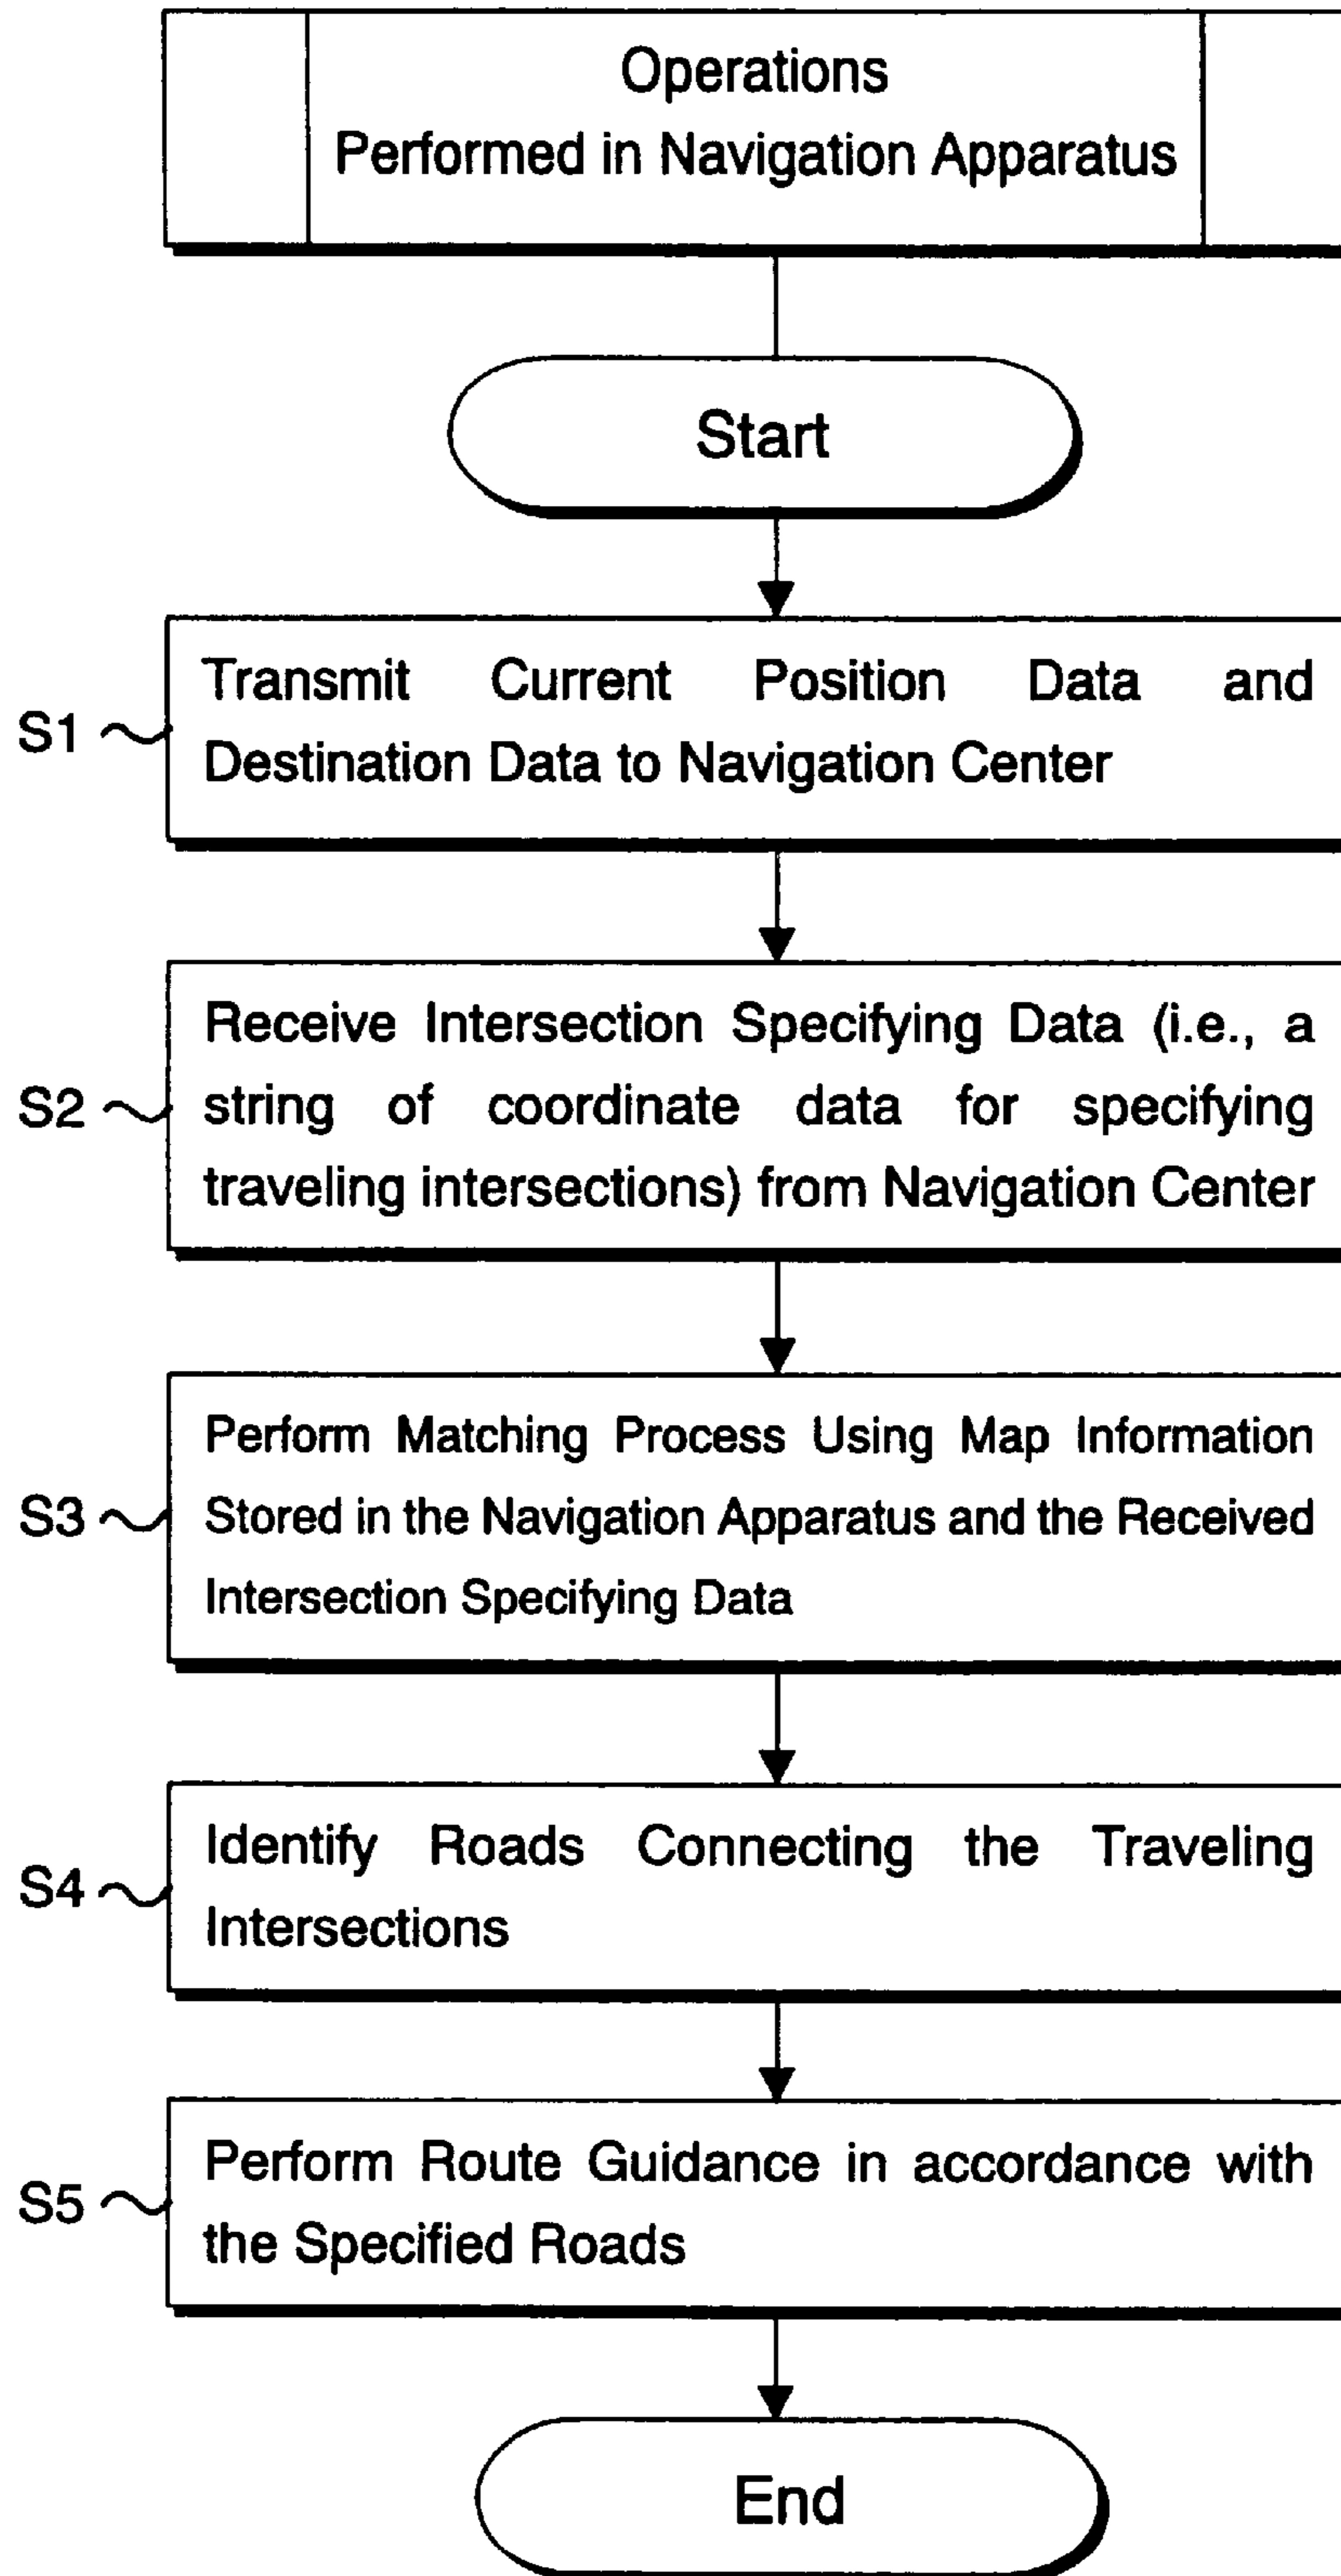 Operations
Performed in Navigation Apparatus
Start
S1
Transmit Current Position Data and
Destination Data to Navigation Center
S2
Receive Intersection Specifying Data (i.e., a
string of coordinate data for specifying
traveling intersections) from Navigation Center
S3
Perform Matching Process Using Map Information
Stored in the Navigation Apparatus and the Received
Intersection Specifying Data
S4
Identify Roads Connecting the Traveling
Intersections
S5
Perform Route Guidance in accordance with
the Specified Roads
End